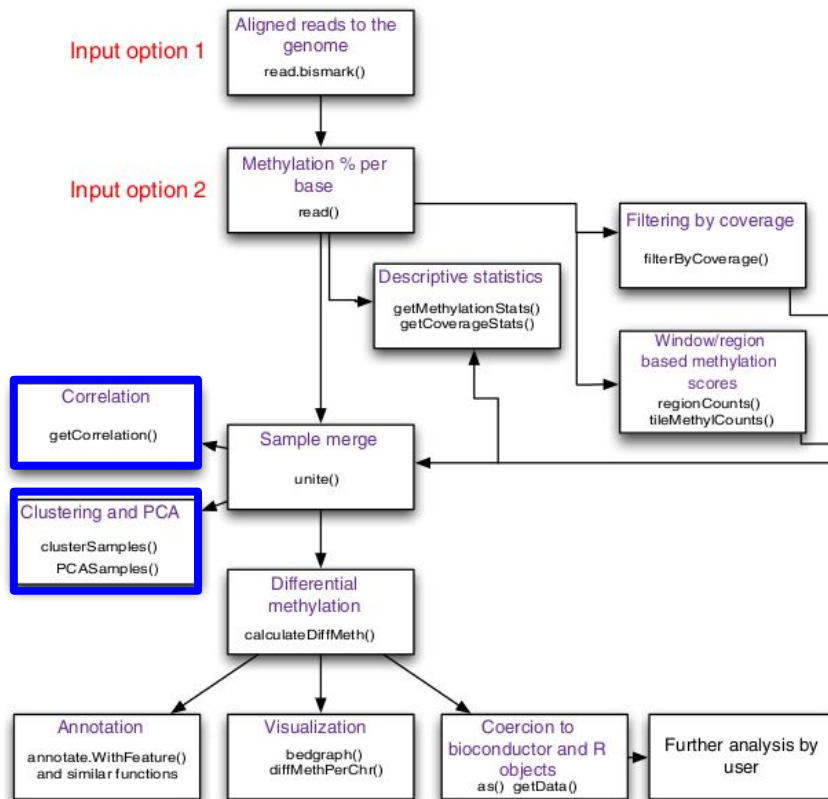 Aligned reads to the
genome
read.bismark()
Input option 1
Methylation % per
base
read()
Input option 2
Filtering by coverage
filterByCoverage()
Descriptive statistics
getMethylationStats()
getCoverageStats()
Window/region
based methylation
scores
regionCounts()
tileMethylCounts()
Correlation
getCorrelation()
Sample merge
unite()
Clustering and PCA
clusterSamples()
PCASamples()
Differential
methylation
calculateDiffMeth()
Annotation
annotate.WithFeature()
and similar functions
Visualization
bedgraph()
diffMethPerChr()
Coercion to
bioconductor and R
objects
as() getData()
Further analysis by
user